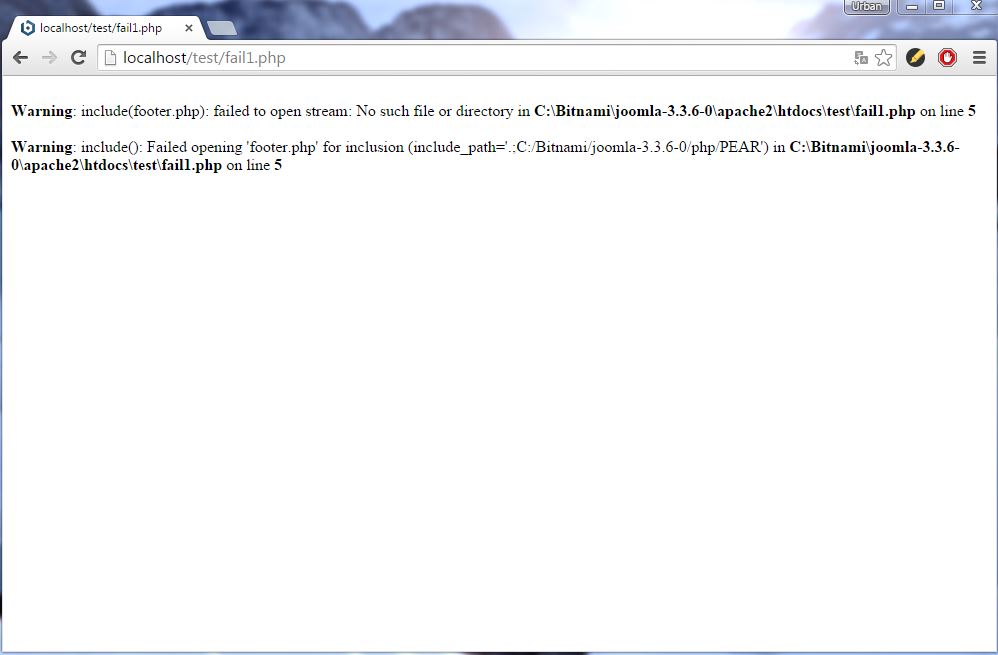 Urban
localhost/test/fail1.php
localhost/test/fail1.php
Warning: include(footer.php): failed to open stream: No such file or directory in C:\Bitnami\joomla-3.3.6-0\apache2\htdocs\test\fail1.php on line 5
Warning: include(): Failed opening 'footer.php' for inclusion (include_path='.;C:/Bitnami/joomla-3.3.6-0/php/PEAR') in C:\Bitnami\joomla-3.3.6-
0\apache2\htdocs\test\fail1.php on line 5